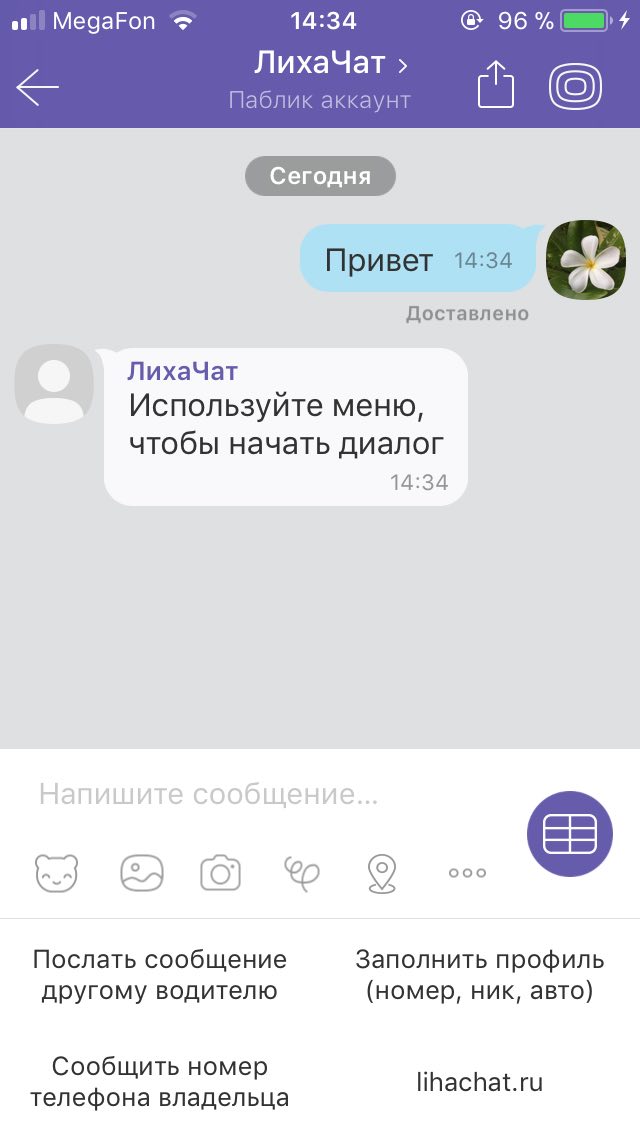 MegaFon 14:34 96 %
ЛихаЧат
Паблик аккаунт
Сегодня
Привет 14:34
Доставлено
ЛихаЧат
Используйте меню,
чтобы начать диалог
14:34
Напишите сообщение...
Послать сообщение
другому водителю
Заполнить профиль
(номер, ник, авто)
Сообщить номер
телефона владельца
lihachat.ru